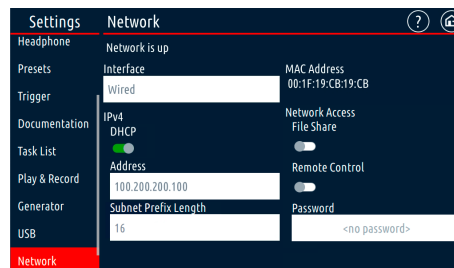 Settings
Network
?
Headphone
Presets
Trigger
Documentation
Task List
Play & Record
Generator
USB
Network
Network is up
Interface
Wired
IPv4
DHCP
Address
100.200.200.100
Subnet Prefix Length
16
MAC Address
00:1F:19:CB:19:CB
Network Access
File Share
Remote Control
Password
<no password>